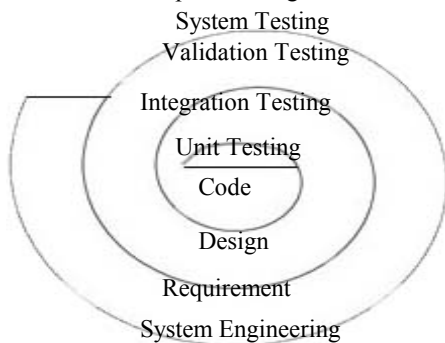 System Testing
Validation Testing
Integration Testing
Unit Testing
Code
Design
Requirement
System Engineering